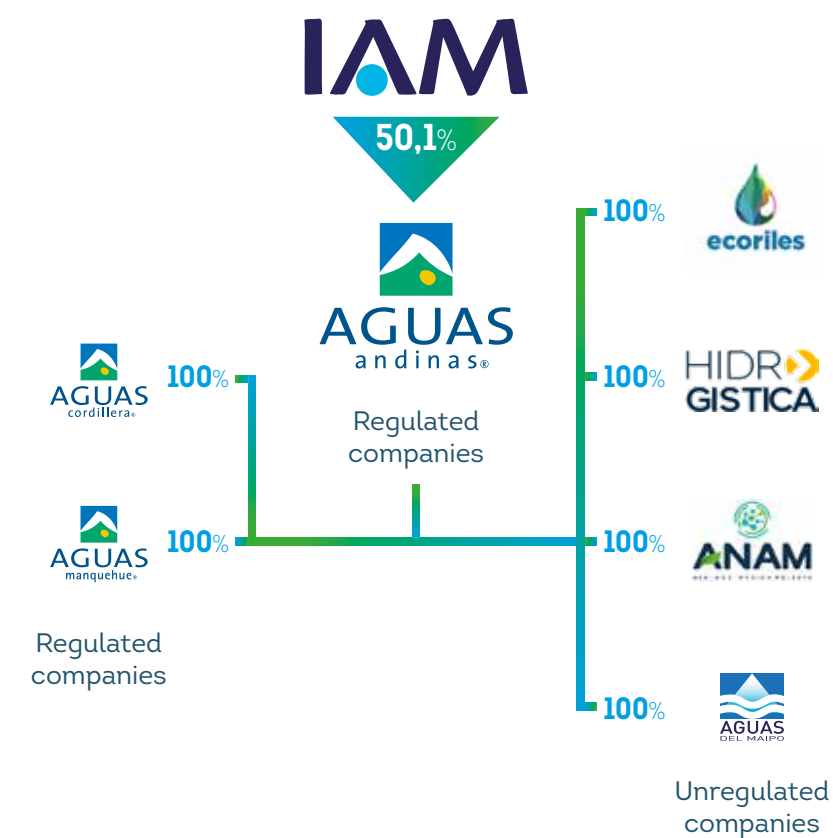 IAM
50,1%
AGUAS
andinas®
Regulated
companies
100%
AGUAS
cordillera®
100%
AGUAS
manquehue®
Regulated
companies
100%
ecoriles
100%
HIDR
GISTICA
100%
ANAM
100%
AGUAS
DEL MAIPO
Unregulated
companies